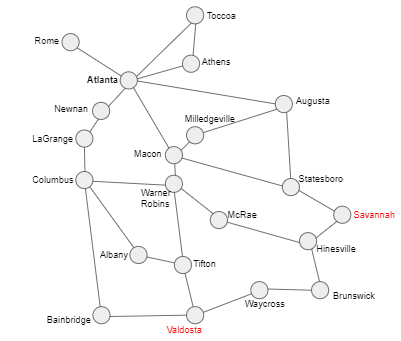 Toccoa
Rome
Athens
Atlanta
Augusta
Newnan
Milledgeville
LaGrange
Macon
Columbus
Statesboro
Warner
Robins
McRae
Savannah
Hinesville
Albany
Tifton
Brunswick
Waycross
Bainbridge
Valdosta